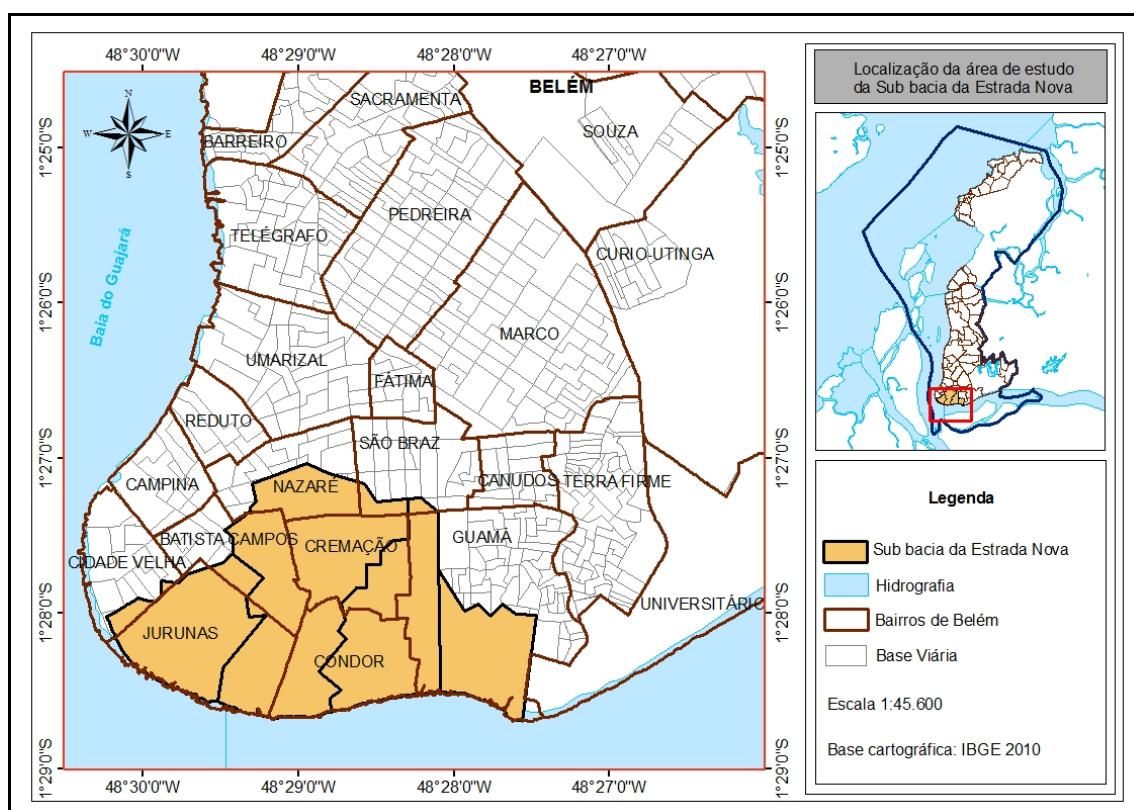 48°30'0"W 48°29'0"W 48°28'0"W 48°27'0"W
1°25'0"S
1°26'0"S
1°27'0"S
1°28'0"S
1°29'0"S
N
W E
S
Baia do Guajará
BELÉM
SACRAMENTA
SOUZA
BARREIRO
PEDREIRA
TELÉGRAFO
CURIO-UTINGA
MARCO
UMARIZAL
FÁTIMA
REDUTO
SÃO BRAZ
CAMPINA
NAZARÉ
CANUDOS
TERRA FIRME
BATISTA CAMPOS
CREMAÇÃO
GUAMÁ
CIDADE VELHA
UNIVERSITÁRIO
JURUNAS
CONDOR
1°25'0"S
1°26'0"S
1°27'0"S
1°28'0"S
1°29'0"S
48°30'0"W 48°29'0"W 48°28'0"W 48°27'0"W
Localização da área de estudo
da Sub bacia da Estrada Nova
Legenda
Sub bacia da Estrada Nova
Hidrografia
Bairros de Belém
Base Viária
Escala 1:45.600
Base cartográfica: IBGE 2010